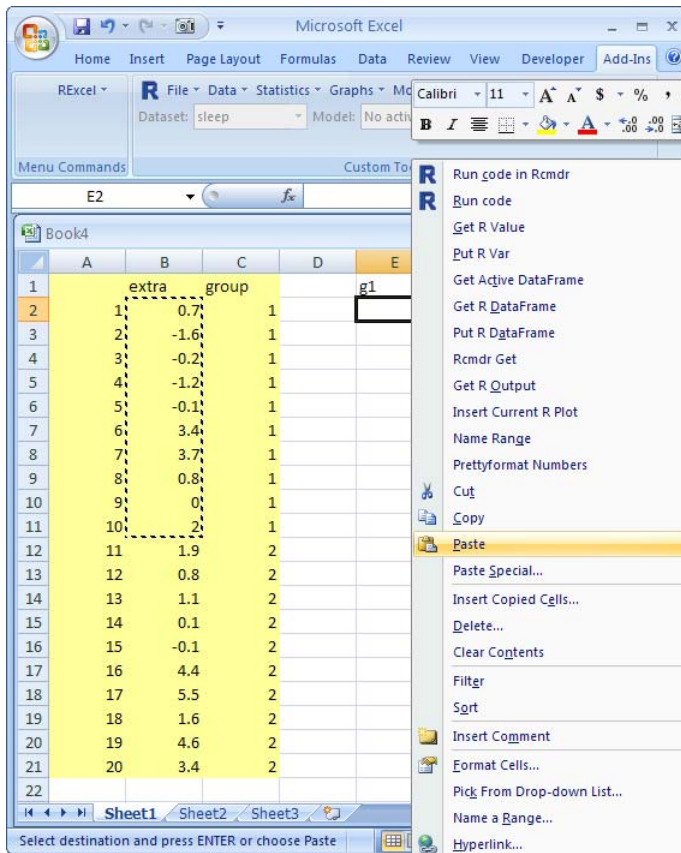 Microsoft Excel
Home Insert Page Layout Formulas Data Review View Developer Add-Ins
RExcel R File Data Statistics Graphs
Dataset: sleep Model: No
Menu Commands
Calibri 11 A A $ % ,
B I A .00 .0
E2 fx
Book4
A B C D E
1 extra group g1
2 1 0.7 1
3 2 -1.6 1
4 3 -0.2 1
5 4 -1.2 1
6 5 -0.1 1
7 6 3.4 1
8 7 3.7 1
9 8 0.8 1
10 9 0 1
11 10 2 1
12 11 1.9 2
13 12 0.8 2
14 13 1.1 2
15 14 0.1 2
16 15 -0.1 2
17 16 4.4 2
18 17 5.5 2
19 18 1.6 2
20 19 4.6 2
21 20 3.4 2
22
Sheet1 Sheet2 Sheet3
Select destination and press ENTER or choose Paste
R Run code in Rcmdr
R Run code
Get R Value
Put R Var
Get Active DataFrame
Get R DataFrame
Put R DataFrame
Rcmdr Get
Get R Output
Insert Current R Plot
Name Range
Prettyformat Numbers
Cut
Copy
Paste
Paste Special...
Insert Copied Cells...
Delete...
Clear Contents
Filter
Sort
Insert Comment
Format Cells...
Pick From Drop-down List...
Name a Range...
Hyperlink...